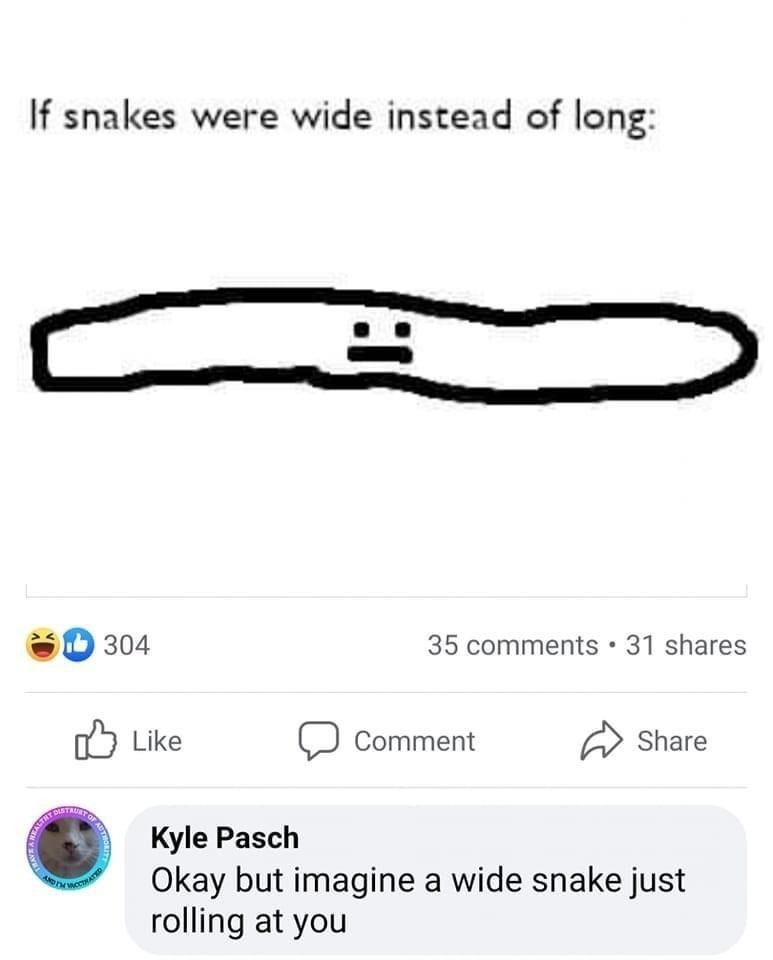 If snakes were wide instead of long:
304
35 comments • 31 shares
Like
Comment
Share
I HAVE A HEALTHY DISTRUST OF AUTHORITY
AND I'M VACCINATED
Kyle Pasch
Okay but imagine a wide snake just
rolling at you